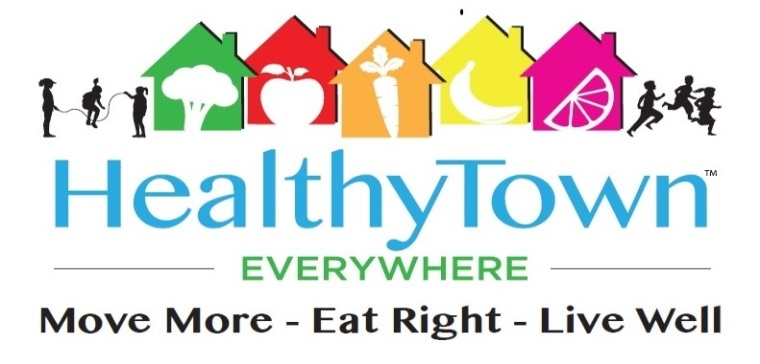 HealthyTown™
EVERYWHERE
Move More - Eat Right - Live Well